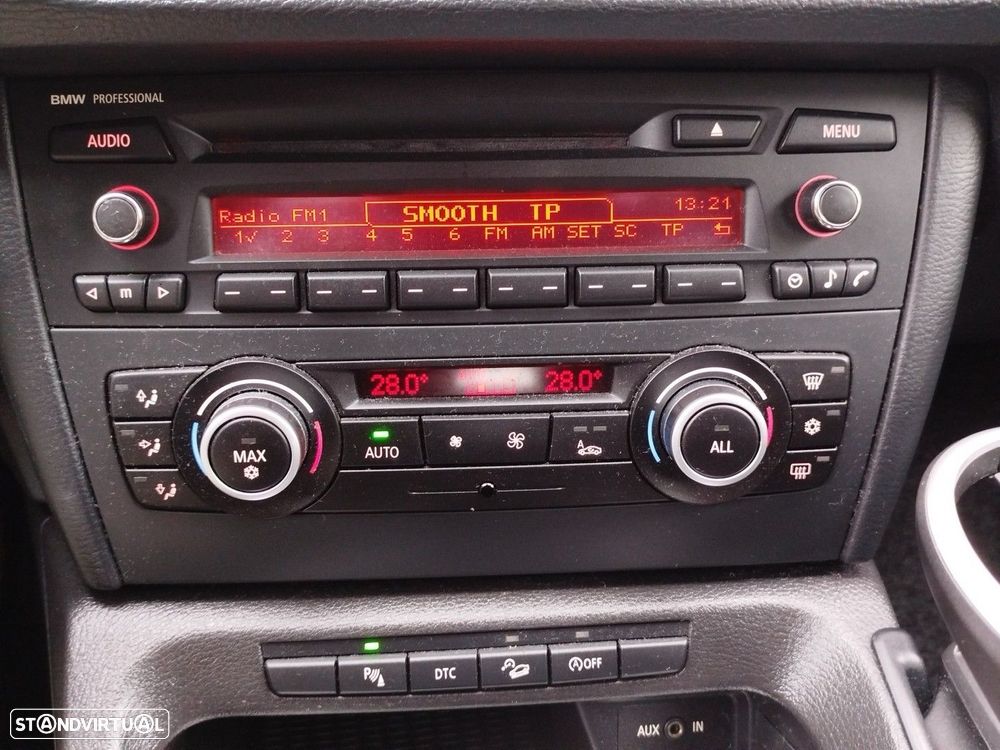 BMW PROFESSIONAL
AUDIO
MENU
Radio FM1 SMOOTH TP 13:21
1√ 2 3 4 5 6 FM AM SET SC TP
m
28.0° 28.0°
MAX
AUTO
A
ALL
P DTC A OFF
AUX IN
STANDVIRTUAL